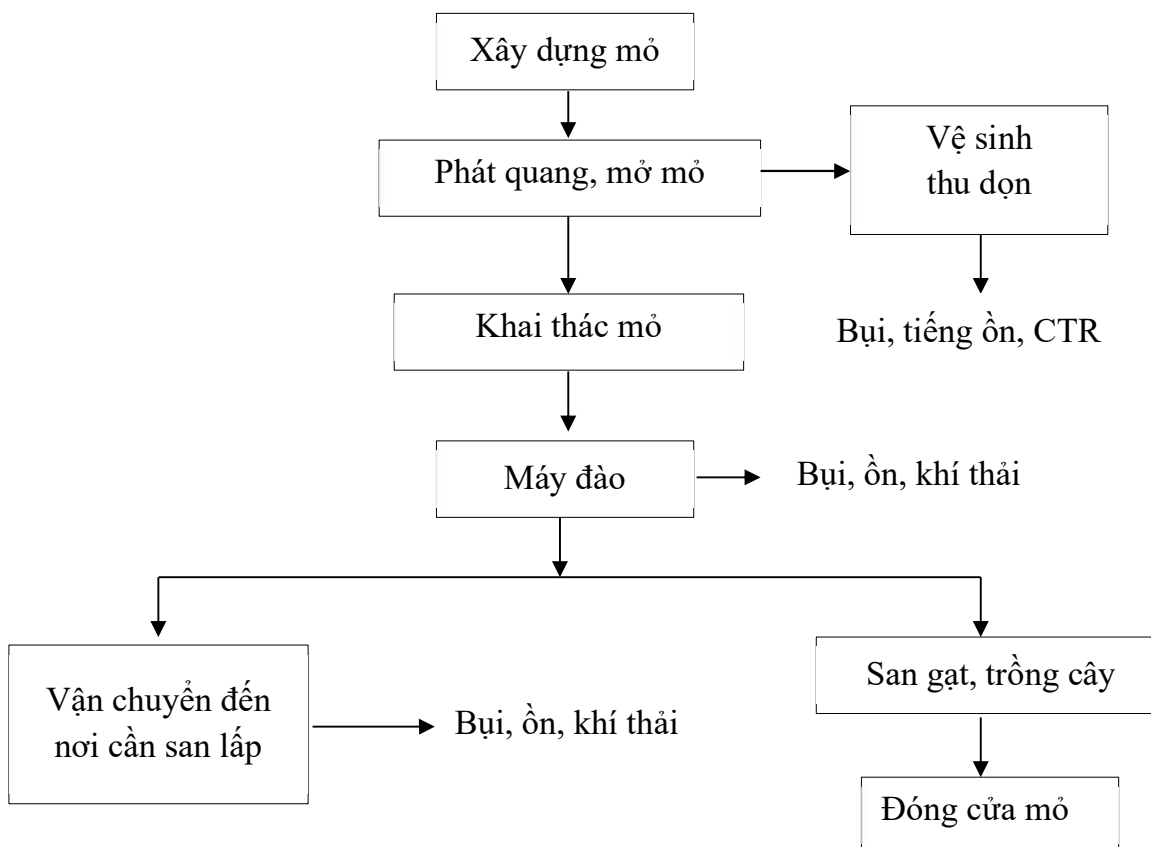 Xây dựng mỏ
Phát quang, mở mỏ
Vệ sinh
thu dọn
Khai thác mỏ
Bụi, tiếng ồn, CTR
Máy đào
Bụi, ồn, khí thải
Vận chuyển đến
nơi cần san lấp
Bụi, ồn, khí thải
San gạt, trồng cây
Đóng cửa mỏ